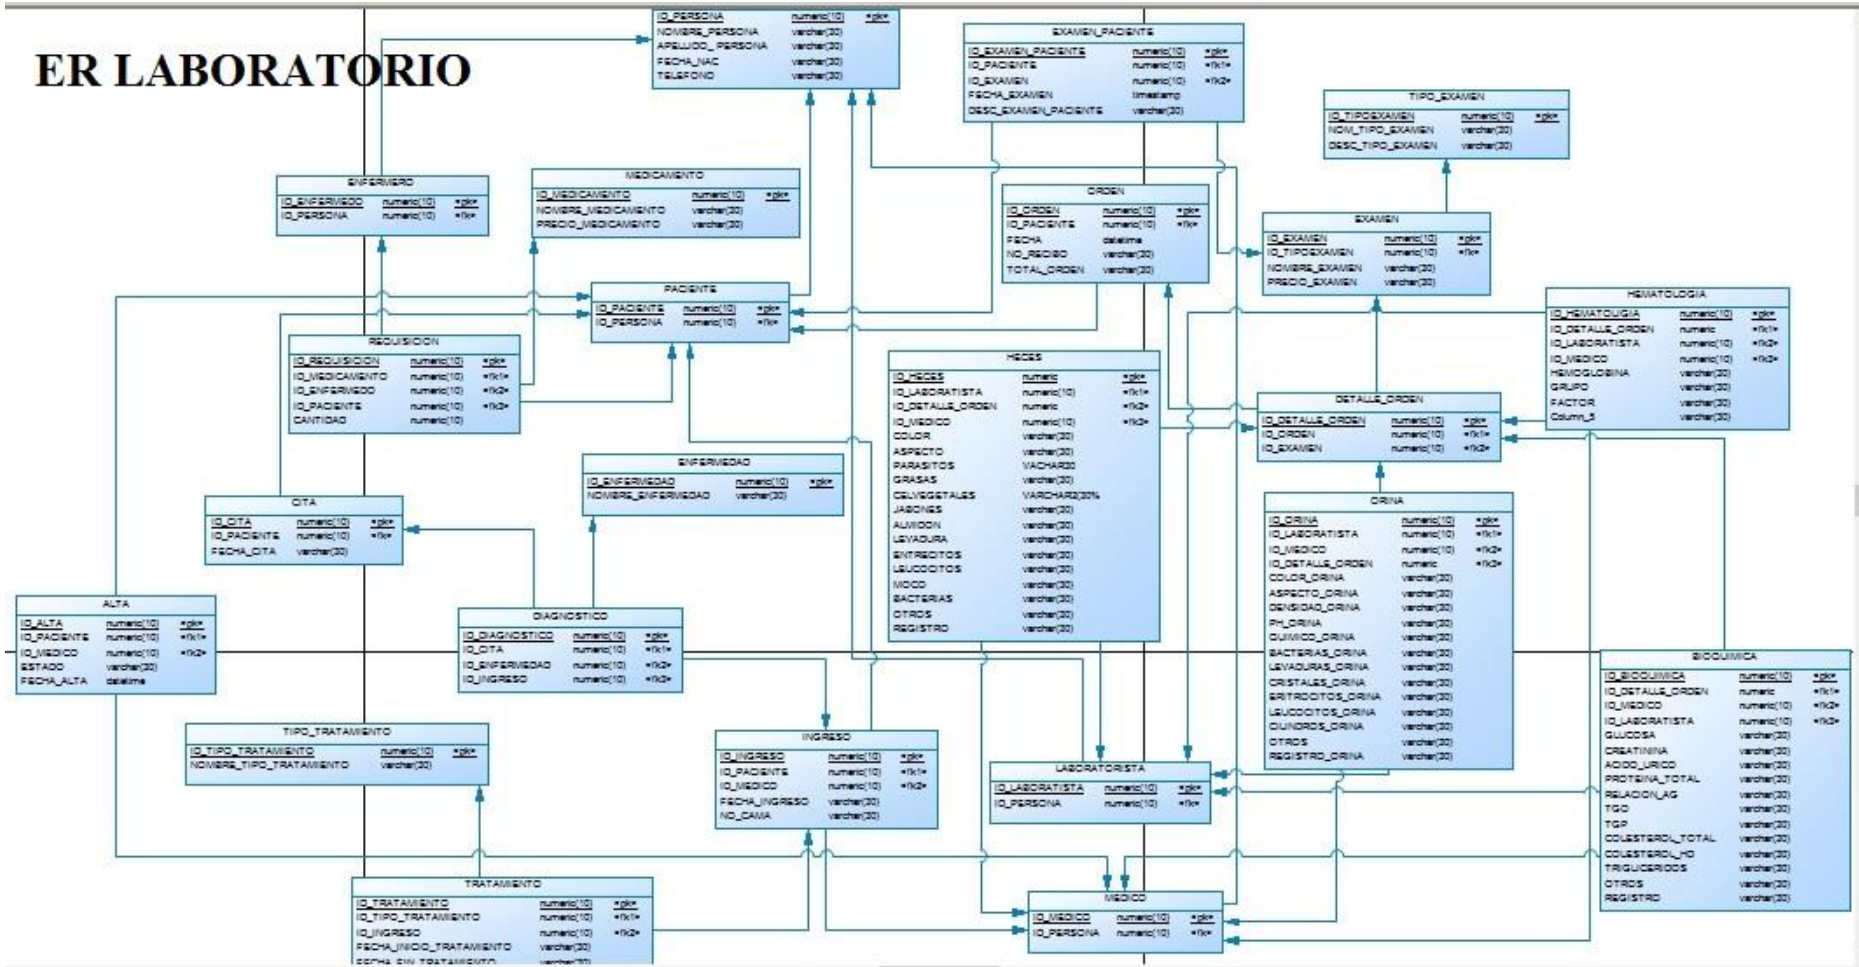 ER LABORATORIO
ID_PERSONA numeric(10) <pk>
NOMBRE_PERSONA varchar(30)
APELLIDO_PERSONA varchar(30)
FECHA_NAC varchar(30)
TELEFONO varchar(30)
EXAMEN_PACIENTE
ID_EXAMEN_PACIENTE numeric(10) <pk>
ID_PACIENTE numeric(10) <fk1>
ID_EXAMEN numeric(10) <fk2>
FECHA_EXAMEN timestamp
DESC_EXAMEN_PACIENTE varchar(30)
TIPO_EXAMEN
ID_TIPOEXAMEN numeric(10) <pk>
NOM_TIPO_EXAMEN varchar(30)
DESC_TIPO_EXAMEN varchar(30)
ENFERMERO
ID_ENFERMEDO numeric(10) <pk>
ID_PERSONA numeric(10) <fk>
MEDICAMENTO
ID_MEDICAMENTO numeric(10) <pk>
NOMBRE_MEDICAMENTO varchar(30)
PRECIO_MEDICAMENTO varchar(30)
ORDEN
ID_ORDEN numeric(10) <pk>
ID_PACIENTE numeric(10) <fk>
FECHA datetime
NO_RECIBO varchar(30)
TOTAL_ORDEN varchar(30)
EXAMEN
ID_EXAMEN numeric(10) <pk>
ID_TIPOEXAMEN numeric(10) <fk>
NOMBRE_EXAMEN varchar(30)
PRECIO_EXAMEN varchar(30)
PACIENTE
ID_PACIENTE numeric(10) <pk>
ID_PERSONA numeric(10) <fk>
HEMATOLOGIA
ID_HEMATOLIGIA numeric(10) <pk>
ID_DETALLE_ORDEN numeric <fk1>
ID_LABORATISTA numeric(10) <fk2>
ID_MEDICO numeric(10) <fk3>
HEMOGLOBINA varchar(30)
GRUPO varchar(30)
FACTOR varchar(30)
Column_5 varchar(30)
REQUISICION
ID_REQUISICION numeric(10) <pk>
ID_MEDICAMENTO numeric(10) <fk1>
ID_ENFERMEDO numeric(10) <fk2>
ID_PACIENTE numeric(10) <fk3>
CANTIDAD numeric(10)
HECES
ID_HECES numeric <pk>
ID_LABORATISTA numeric(10) <fk1>
ID_DETALLE_ORDEN numeric <fk2>
ID_MEDICO numeric(10) <fk3>
COLOR varchar(30)
ASPECTO varchar(30)
PARASITOS VACHAR30
GRASAS varchar(30)
CELVEGETALES VARCHAR2(30%
JABONES varchar(30)
ALMIDON varchar(30)
LEVADURA varchar(30)
ENTRECITOS varchar(30)
LEUCOCITOS varchar(30)
MOCO varchar(30)
BACTERIAS varchar(30)
OTROS varchar(30)
REGISTRO varchar(30)
DETALLE_ORDEN
ID_DETALLE_ORDEN numeric(10) <pk>
ID_ORDEN numeric(10) <fk1>
ID_EXAMEN numeric(10) <fk2>
ENFERMEDAD
ID_ENFERMEDAD numeric(10) <pk>
NOMBRE_ENFERMEDAD varchar(30)
CITA
ID_CITA numeric(10) <pk>
ID_PACIENTE numeric(10) <fk>
FECHA_CITA varchar(30)
ORINA
ID_ORINA numeric(10) <pk>
ID_LABORATISTA numeric(10) <fk1>
ID_MEDICO numeric(10) <fk2>
ID_DETALLE_ORDEN numeric <fk3>
COLOR_ORINA varchar(30)
ASPECTO_ORINA varchar(30)
DENSIDAD_ORINA varchar(30)
PH_ORINA varchar(30)
QUIMICO_ORINA varchar(30)
BACTERIAS_ORINA varchar(30)
LEVADURAS_ORINA varchar(30)
CRISTALES_ORINA varchar(30)
ERITROCITOS_ORINA varchar(30)
LEUCOCITOS_ORINA varchar(30)
CILINDROS_ORINA varchar(30)
OTROS varchar(30)
REGISTRO_ORINA varchar(30)
ALTA
ID_ALTA numeric(10) <pk>
ID_PACIENTE numeric(10) <fk1>
ID_MEDICO numeric(10) <fk2>
ESTADO varchar(30)
FECHA_ALTA datetime
DIAGNOSTICO
ID_DIAGNOSTICO numeric(10) <pk>
ID_CITA numeric(10) <fk1>
ID_ENFERMEDAD numeric(10) <fk2>
ID_INGRESO numeric(10) <fk3>
BIOQUIMICA
ID_BIOQUIMICA numeric(10) <pk>
ID_DETALLE_ORDEN numeric <fk1>
ID_MEDICO numeric(10) <fk2>
ID_LABORATISTA numeric(10) <fk3>
GLUCOSA varchar(30)
CREATININA varchar(30)
ACIDO_URICO varchar(30)
PROTEINA_TOTAL varchar(30)
RELACION_AG varchar(30)
TGO varchar(30)
TGP varchar(30)
COLESTEROL_TOTAL varchar(30)
COLESTEROL_HD varchar(30)
TRIGLICERIDOS varchar(30)
OTROS varchar(30)
REGISTRO varchar(30)
TIPO_TRATAMIENTO
ID_TIPO_TRATAMIENTO numeric(10) <pk>
NOMBRE_TIPO_TRATAMIENTO varchar(30)
INGRESO
ID_INGRESO numeric(10) <pk>
ID_PACIENTE numeric(10) <fk1>
ID_MEDICO numeric(10) <fk2>
FECHA_INGRESO varchar(30)
NO_CAMA varchar(30)
LABORATORISTA
ID_LABORATISTA numeric(10) <pk>
ID_PERSONA numeric(10) <fk>
TRATAMIENTO
ID_TRATAMIENTO numeric(10) <pk>
ID_TIPO_TRATAMIENTO numeric(10) <fk1>
ID_INGRESO numeric(10) <fk2>
FECHA_INICIO_TRATAMIENTO varchar(30)
FECHA_FIN_TRATAMIENTO varchar(30)
MEDICO
ID_MEDICO numeric(10) <pk>
ID_PERSONA numeric(10) <fk>